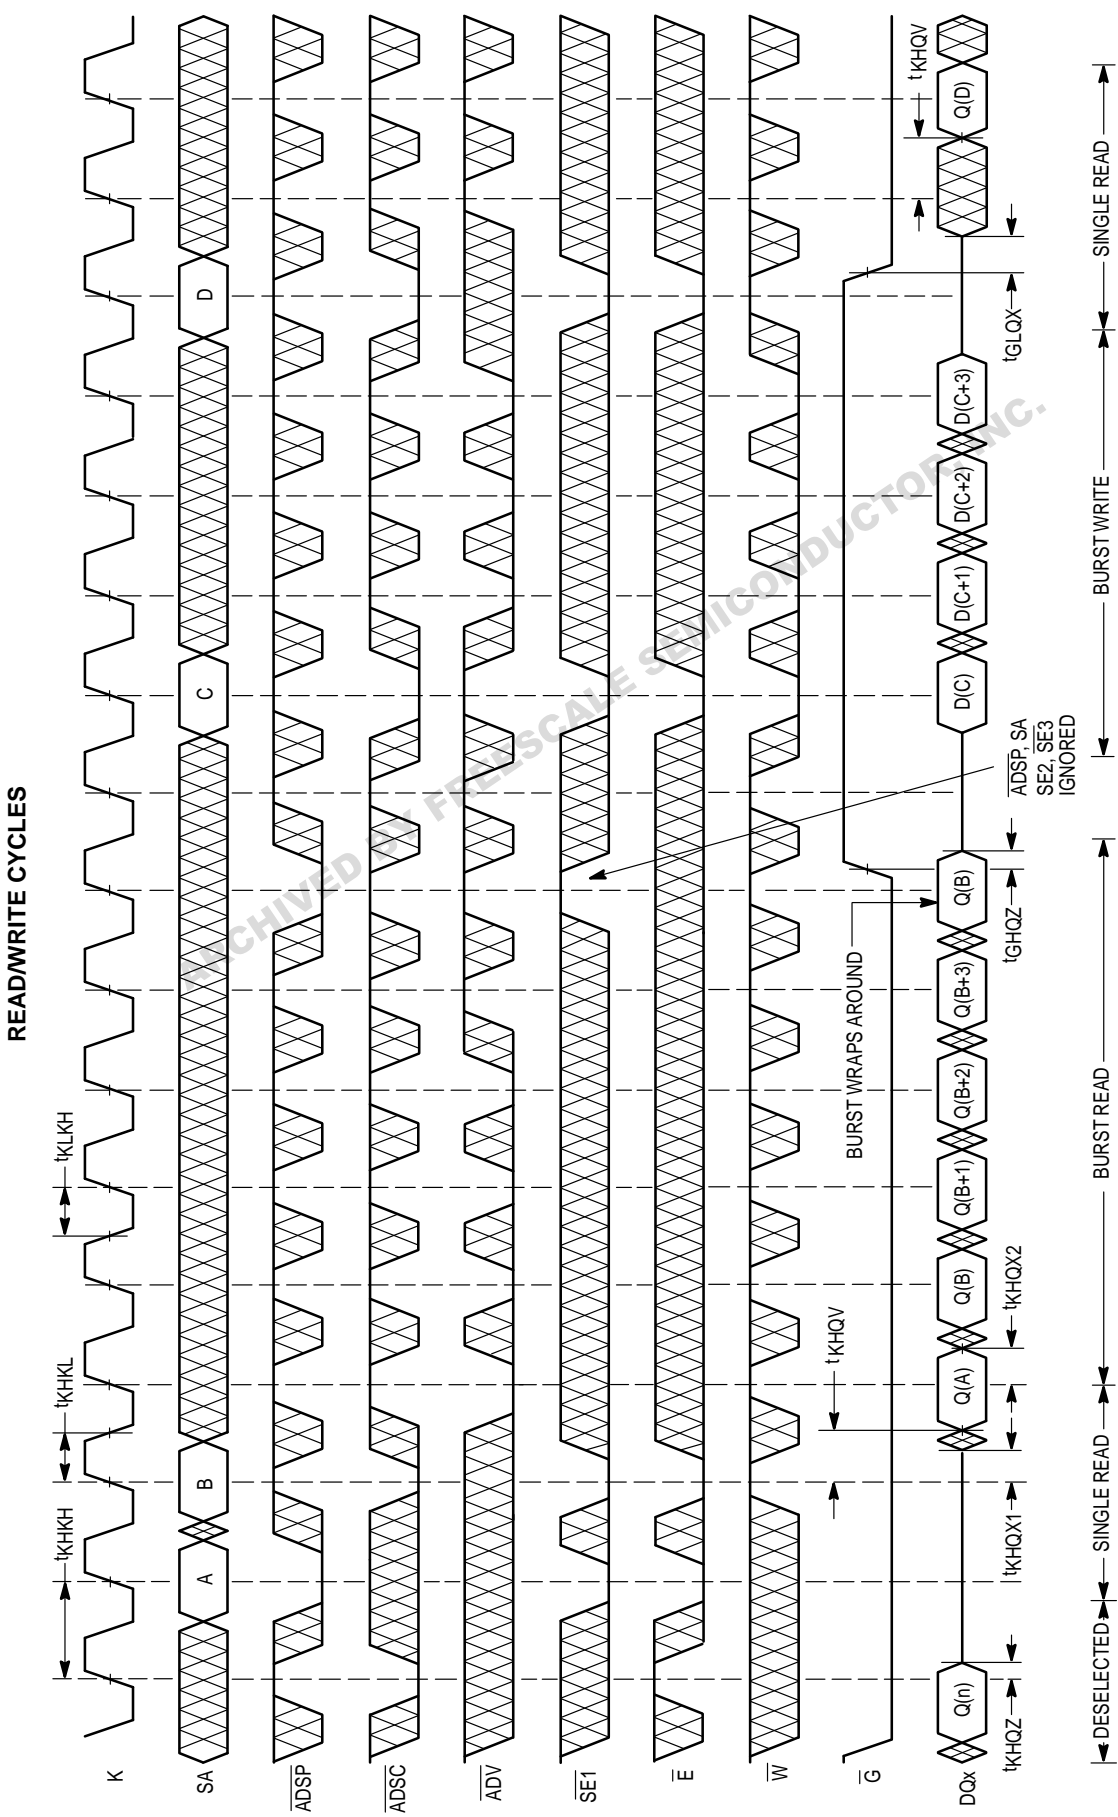 READ/WRITE CYCLES
tKHKH
tKHKL
tKLKH
K
SA
A
B
C
D
ADSP
ADSC
ADV
SE1
E
W
G
tKHQV
BURST WRAPS AROUND
tKHQV
DQx
Q(n)
Q(A)
Q(B)
Q(B+1)
Q(B+2)
Q(B+3)
Q(B)
D(C)
D(C+1)
D(C+2)
D(C+3)
Q(D)
tKHQZ
tKHQX1
tKHQX2
tGHQZ
ADSP, SA
SE2, SE3
IGNORED
tGLQX
DESELECTED
SINGLE READ
BURST READ
BURST WRITE
SINGLE READ
ARCHIVED BY FREESCALE SEMICONDUCTOR, INC.